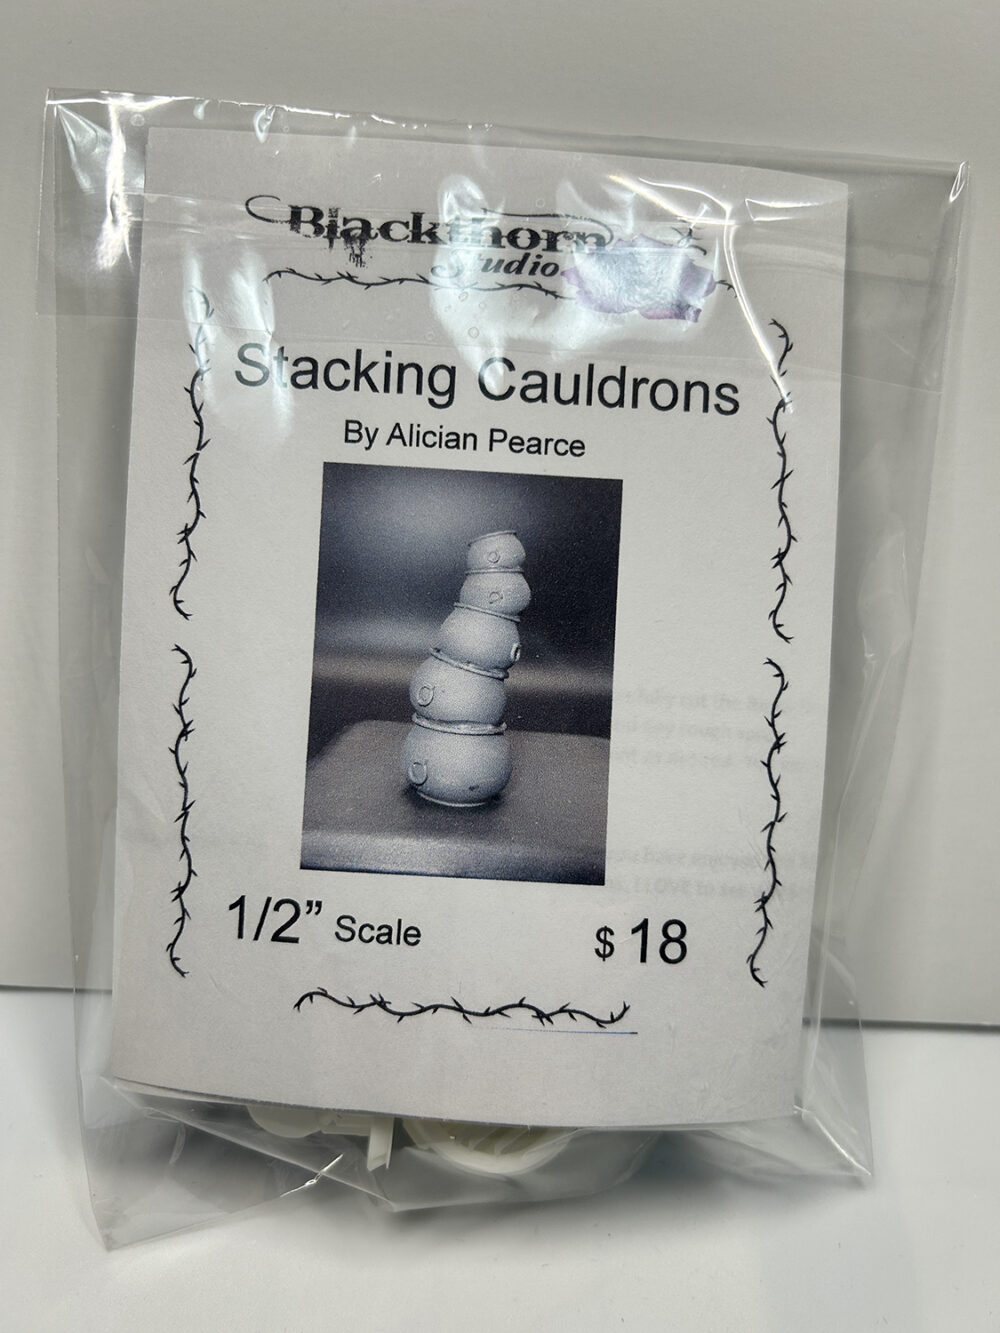 Blackthorn
Studio
Stacking Cauldrons
By Alician Pearce
1/2” Scale
$ 18